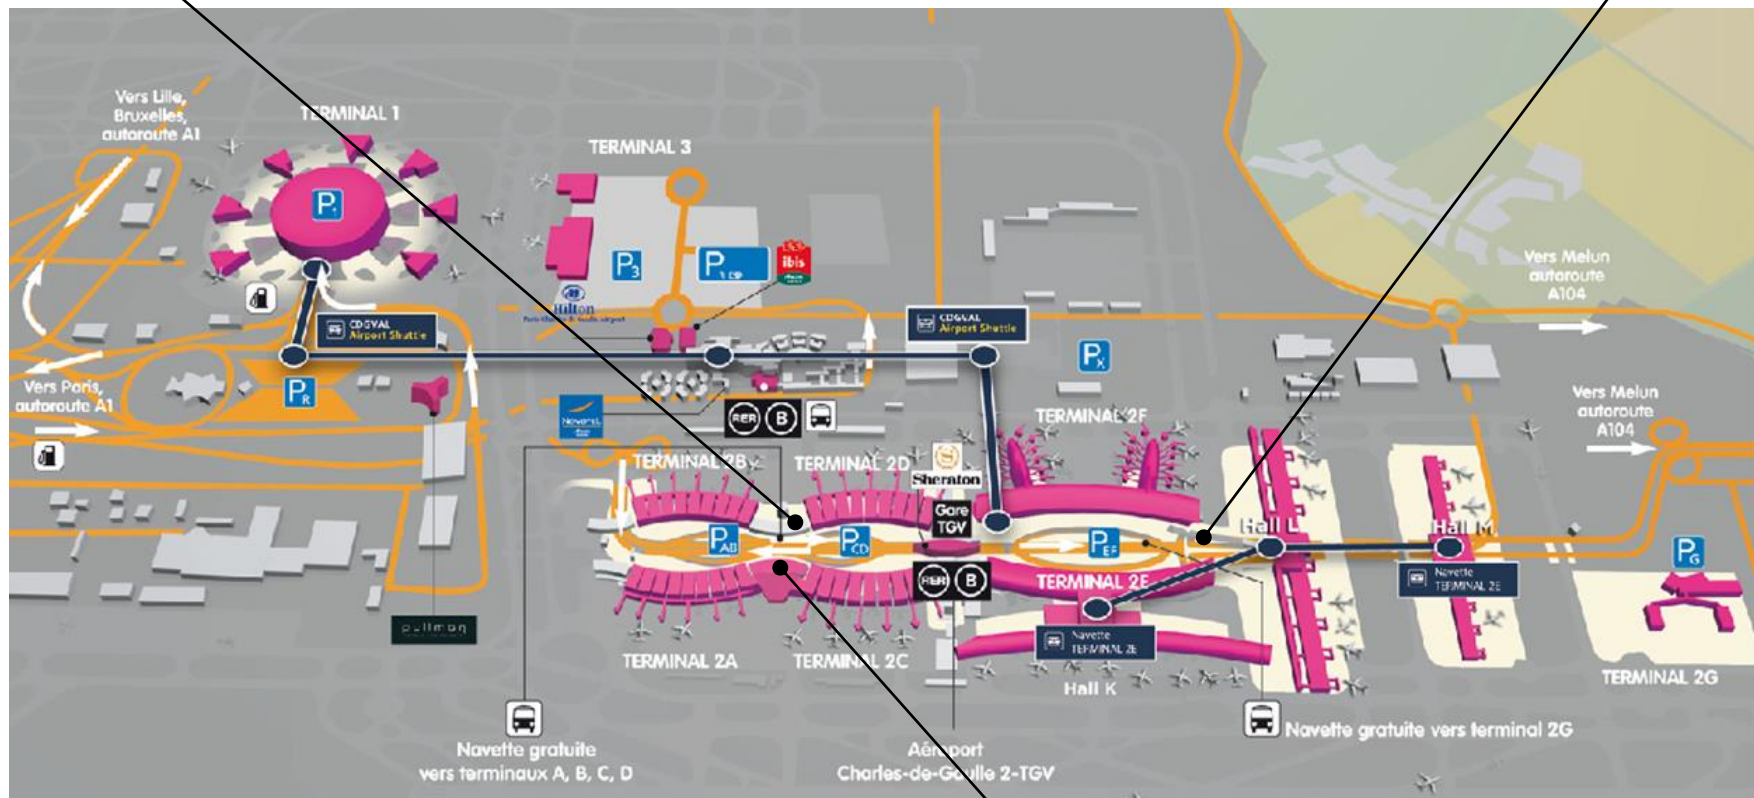 Vers Lille,
Bruxelles,
autoroute A1
TERMINAL 1
TERMINAL 3
P1
P3
ibis
Hilton
CDGVAL
Airport Shuttle
CDGVAL
Airport Shuttle
Vers Melun
autoroute
A104
Vers Paris,
autoroute A1
PR
PX
Novotel
RER B
Vers Melun
autoroute
A104
TERMINAL 2F
TERMINAL 2B
TERMINAL 2D
Sheraton
Gare
TGV
Hall L
Hall M
PAB
PCD
PEF
PG
RER B
TERMINAL 2E
Navette
TERMINAL 2E
pullman
Navette
TERMINAL 2E
TERMINAL 2A
TERMINAL 2C
Hall K
TERMINAL 2G
Navette gratuite
vers terminaux A, B, C, D
Aéroport
Charles-de-Gaulle 2-TGV
Navette gratuite vers terminal 2G